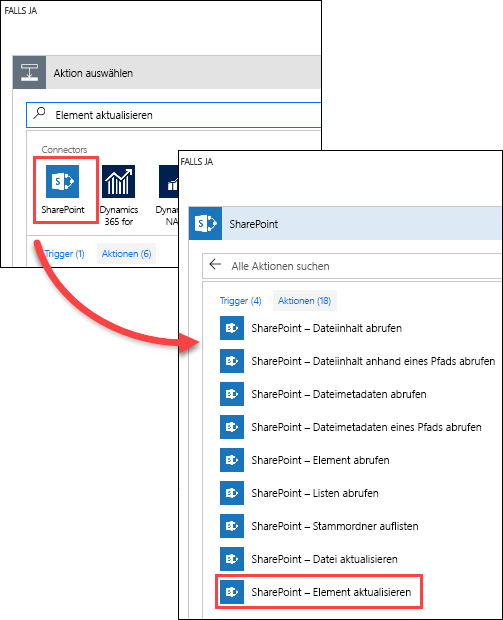 FALLS JA
Aktion auswählen
Element aktualisieren
Connectors
SharePoint
Dynamics
365 for
Trigger (1)
Aktionen (6)
FALLS JA
SharePoint
Alle Aktionen suchen
Trigger (4)
Aktionen (18)
SharePoint – Dateiinhalt abrufen
SharePoint – Dateiinhalt anhand eines Pfads abrufen
SharePoint – Dateimetadaten abrufen
SharePoint – Dateimetadaten eines Pfads abrufen
SharePoint – Element abrufen
SharePoint – Listen abrufen
SharePoint – Stammordner auflisten
SharePoint – Datei aktualisieren
SharePoint – Element aktualisieren